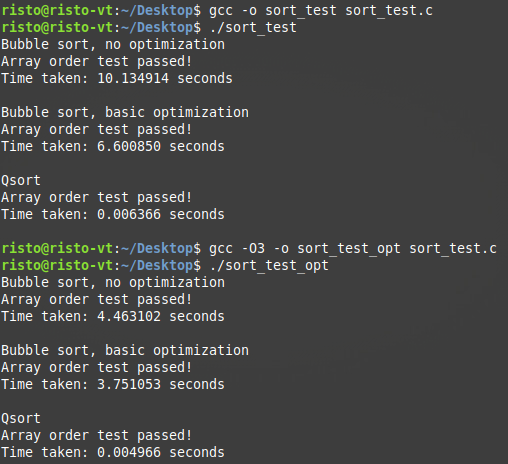 risto@risto-vt:~/Desktop$ gcc -o sort_test sort_test.c
risto@risto-vt:~/Desktop$ ./sort_test
Bubble sort, no optimization
Array order test passed!
Time taken: 10.134914 seconds
Bubble sort, basic optimization
Array order test passed!
Time taken: 6.600850 seconds
Qsort
Array order test passed!
Time taken: 0.006366 seconds
risto@risto-vt:~/Desktop$ gcc -O3 -o sort_test_opt sort_test.c
risto@risto-vt:~/Desktop$ ./sort_test_opt
Bubble sort, no optimization
Array order test passed!
Time taken: 4.463102 seconds
Bubble sort, basic optimization
Array order test passed!
Time taken: 3.751053 seconds
Qsort
Array order test passed!
Time taken: 0.004966 seconds